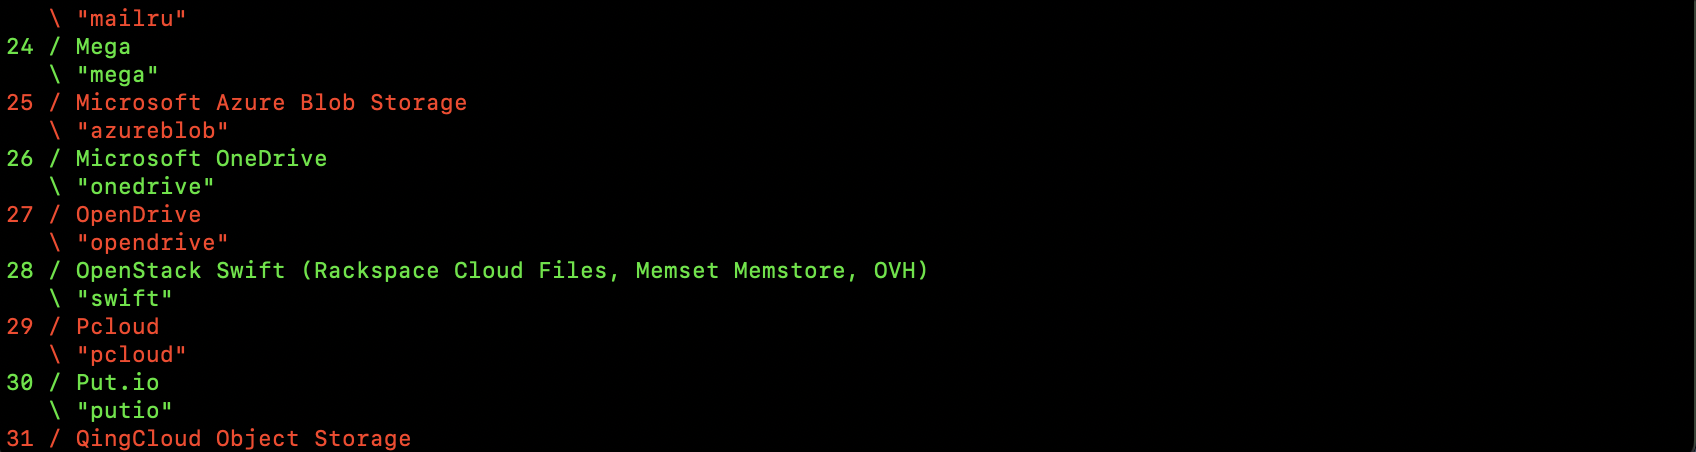 \ "mailru"
24 / Mega
\ "mega"
25 / Microsoft Azure Blob Storage
\ "azureblob"
26 / Microsoft OneDrive
\ "onedrive"
27 / OpenDrive
\ "opendrive"
28 / OpenStack Swift (Rackspace Cloud Files, Memset Memstore, OVH)
\ "swift"
29 / Pcloud
\ "pcloud"
30 / Put.io
\ "putio"
31 / QingCloud Object Storage